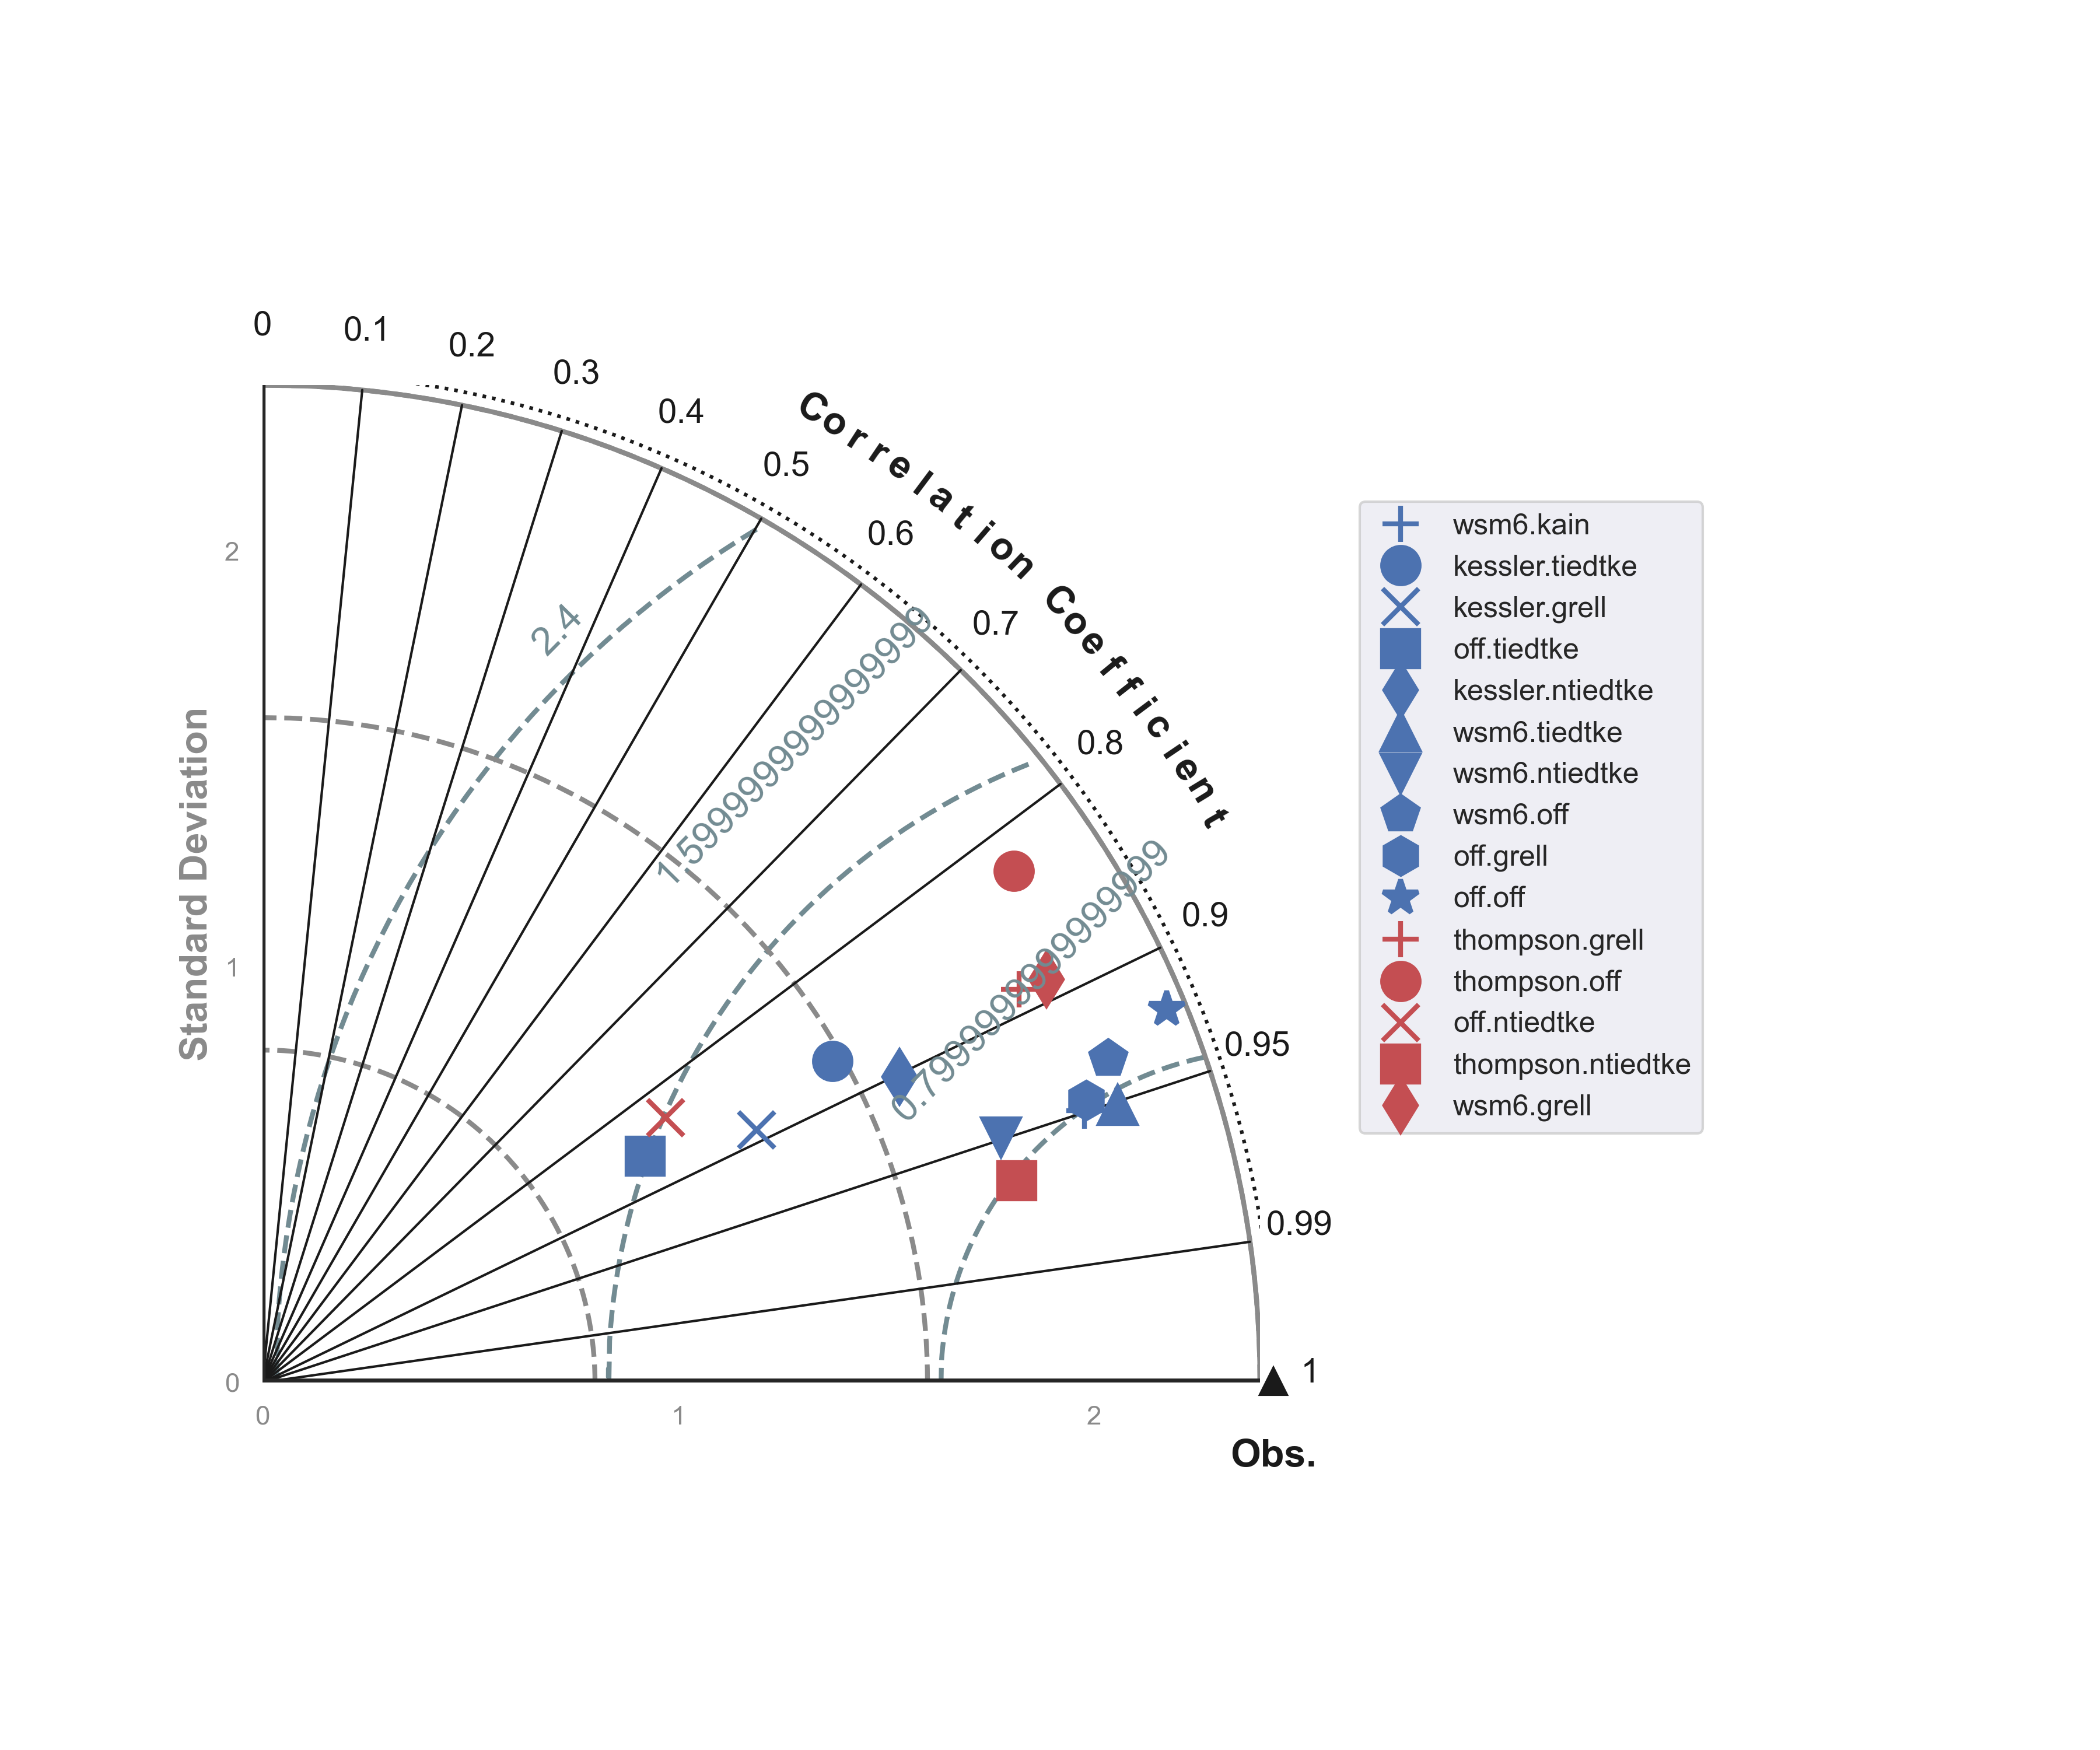 0
0.1
0.2
0.3
0.4
0.5
0.6
0.7
0.8
0.9
0.95
0.99
1
Correlation Coefficient
Standard Deviation
2
1
0
0
1
2
Obs.
2.4
1.5999999999999999
0.7999999999999999
wsm6.kain
kessler.tiedtke
kessler.grell
off.tiedtke
kessler.ntiedtke
wsm6.tiedtke
wsm6.ntiedtke
wsm6.off
off.grell
off.off
thompson.grell
thompson.off
off.ntiedtke
thompson.ntiedtke
wsm6.grell